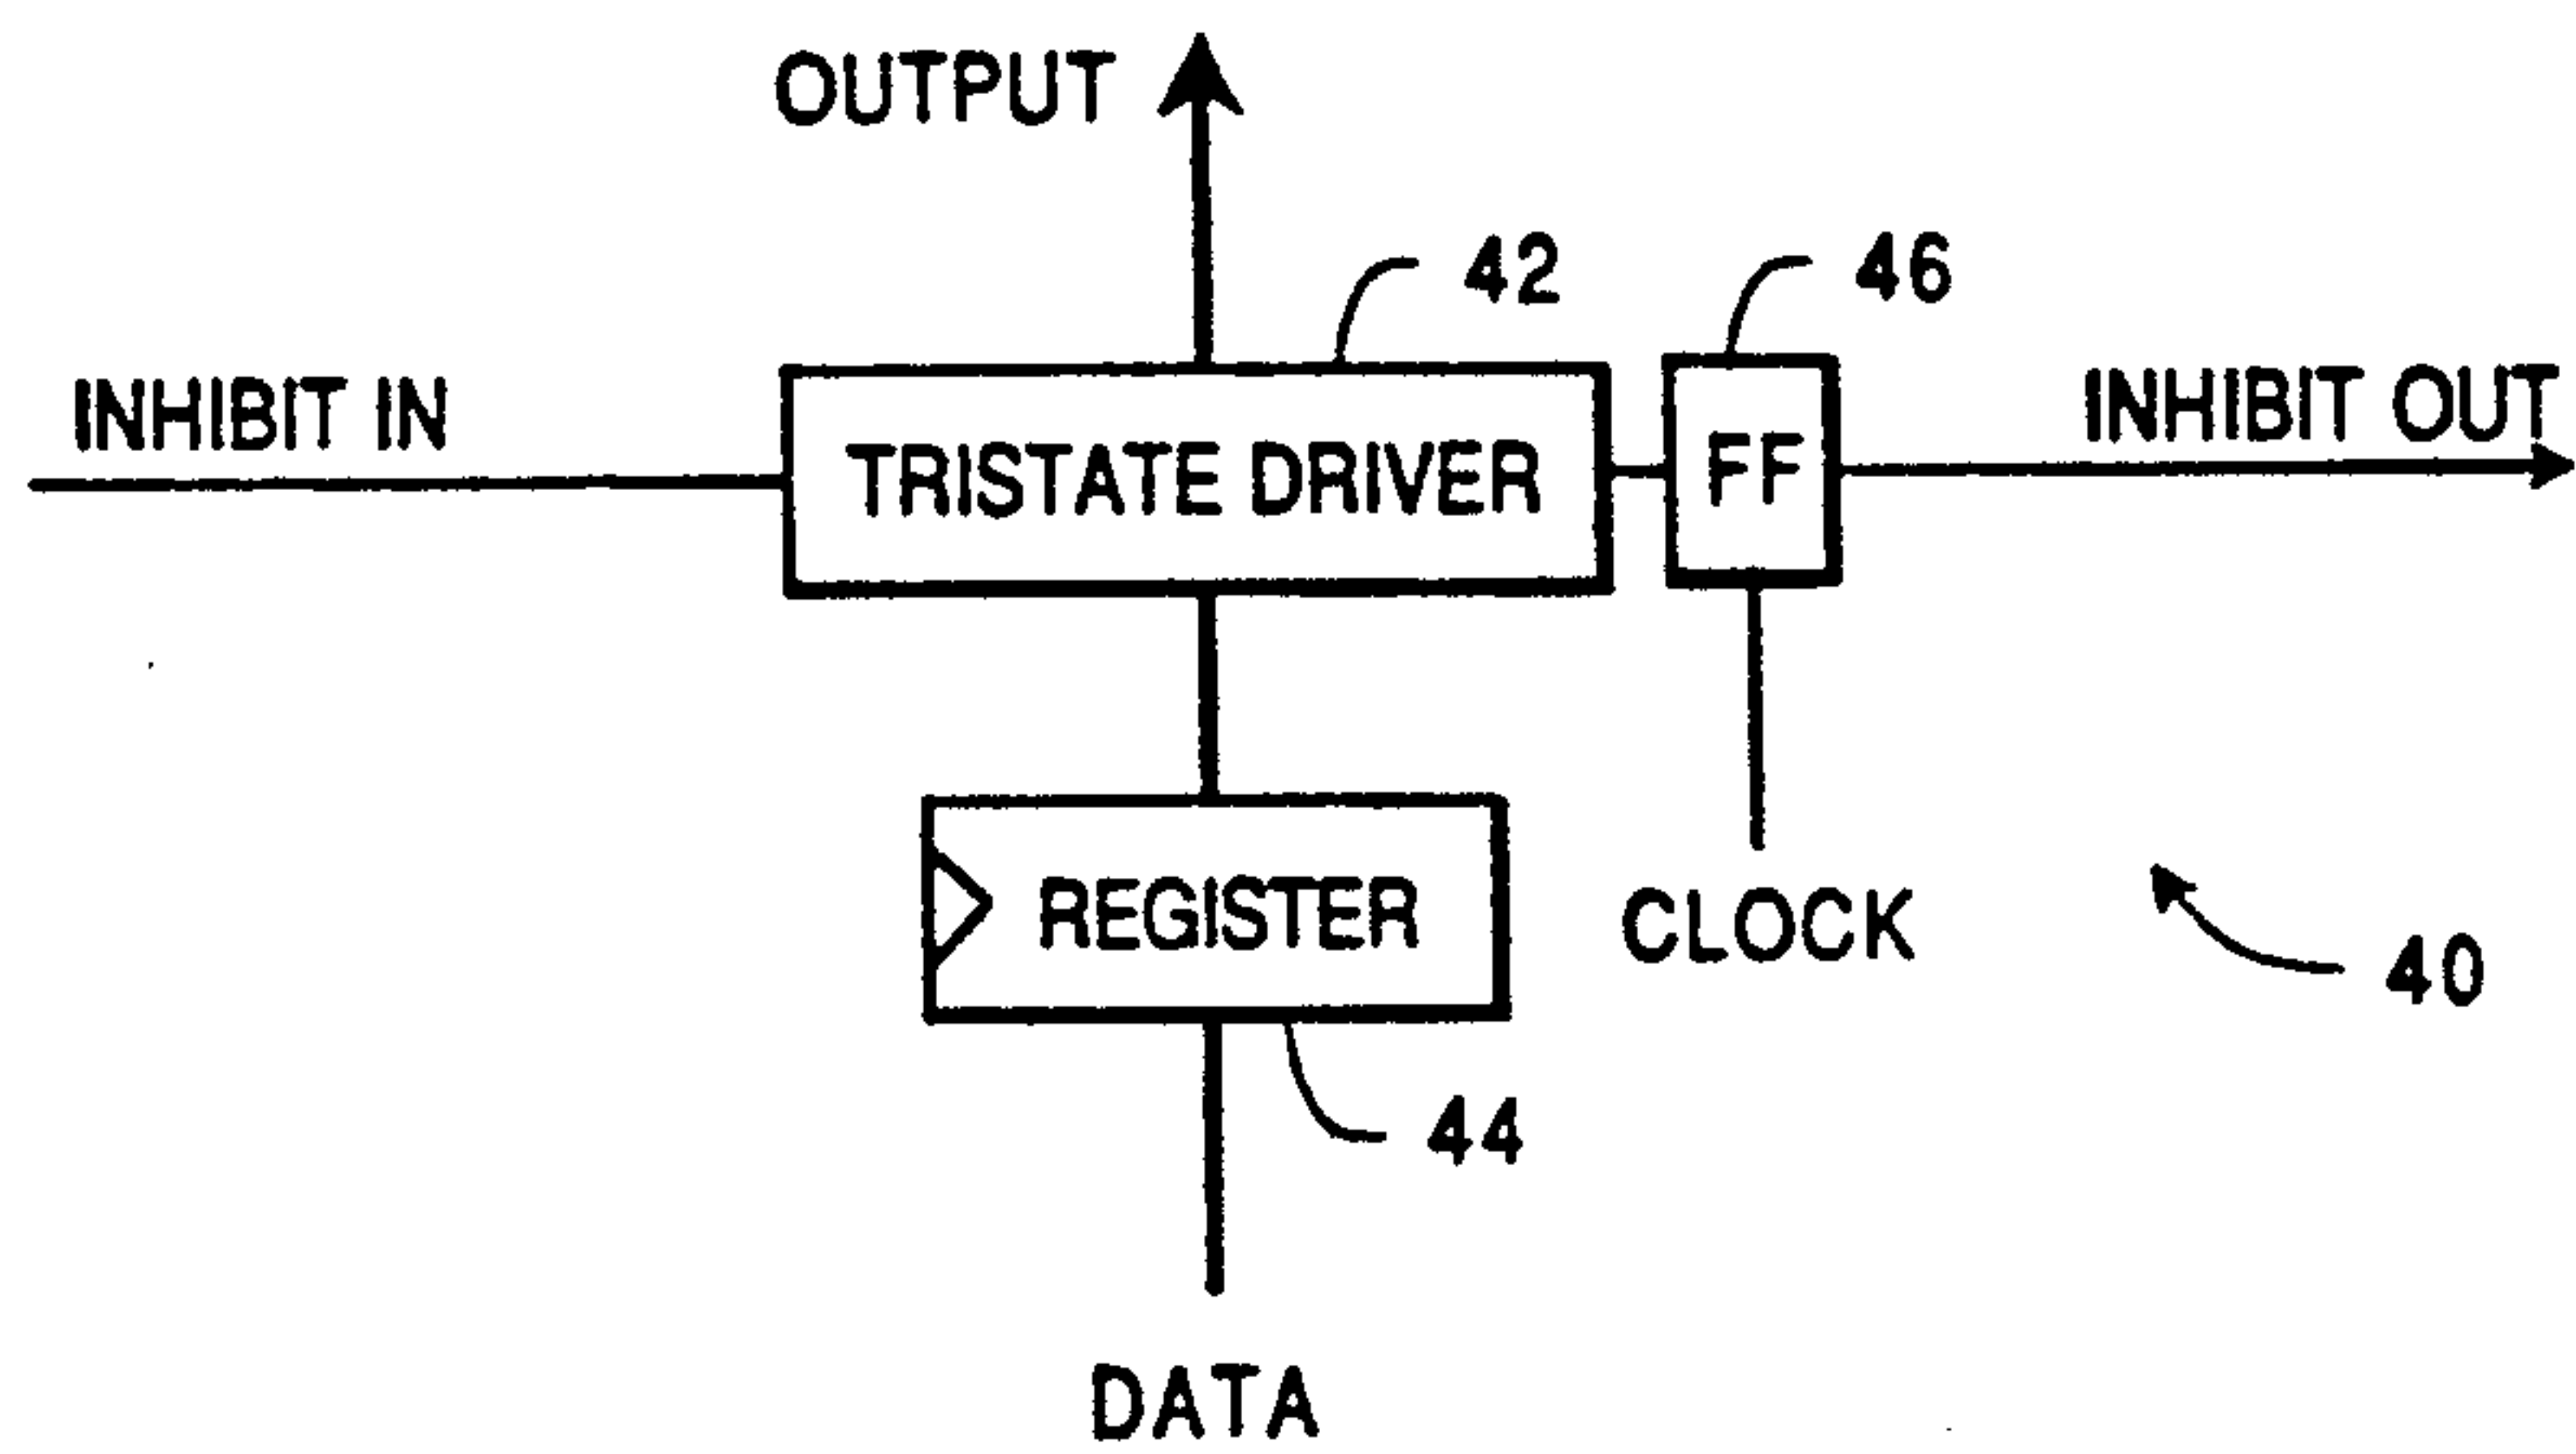 OUTPUT
42
46
INHIBIT IN
TRISTATE DRIVER
FF
INHIBIT OUT
REGISTER
CLOCK
40
44
DATA